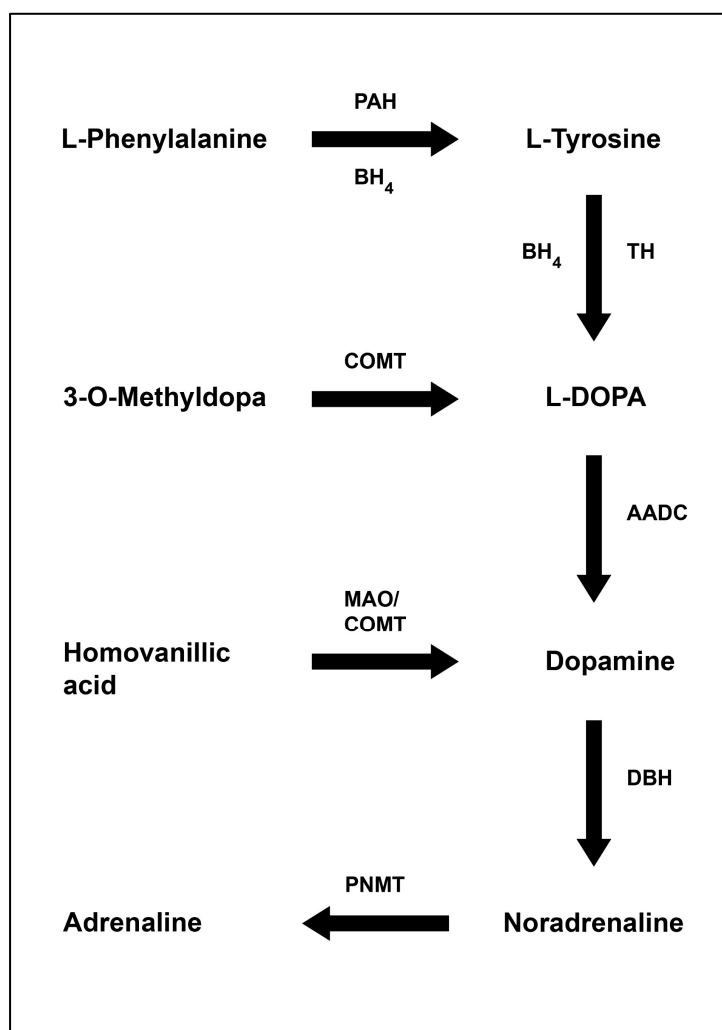 PAH
L-Phenylalanine
L-Tyrosine
BH₄
BH₄
TH
COMT
3-O-Methyldopa
L-DOPA
AADC
MAO/
COMT
Homovanillic
acid
Dopamine
DBH
PNMT
Adrenaline
Noradrenaline